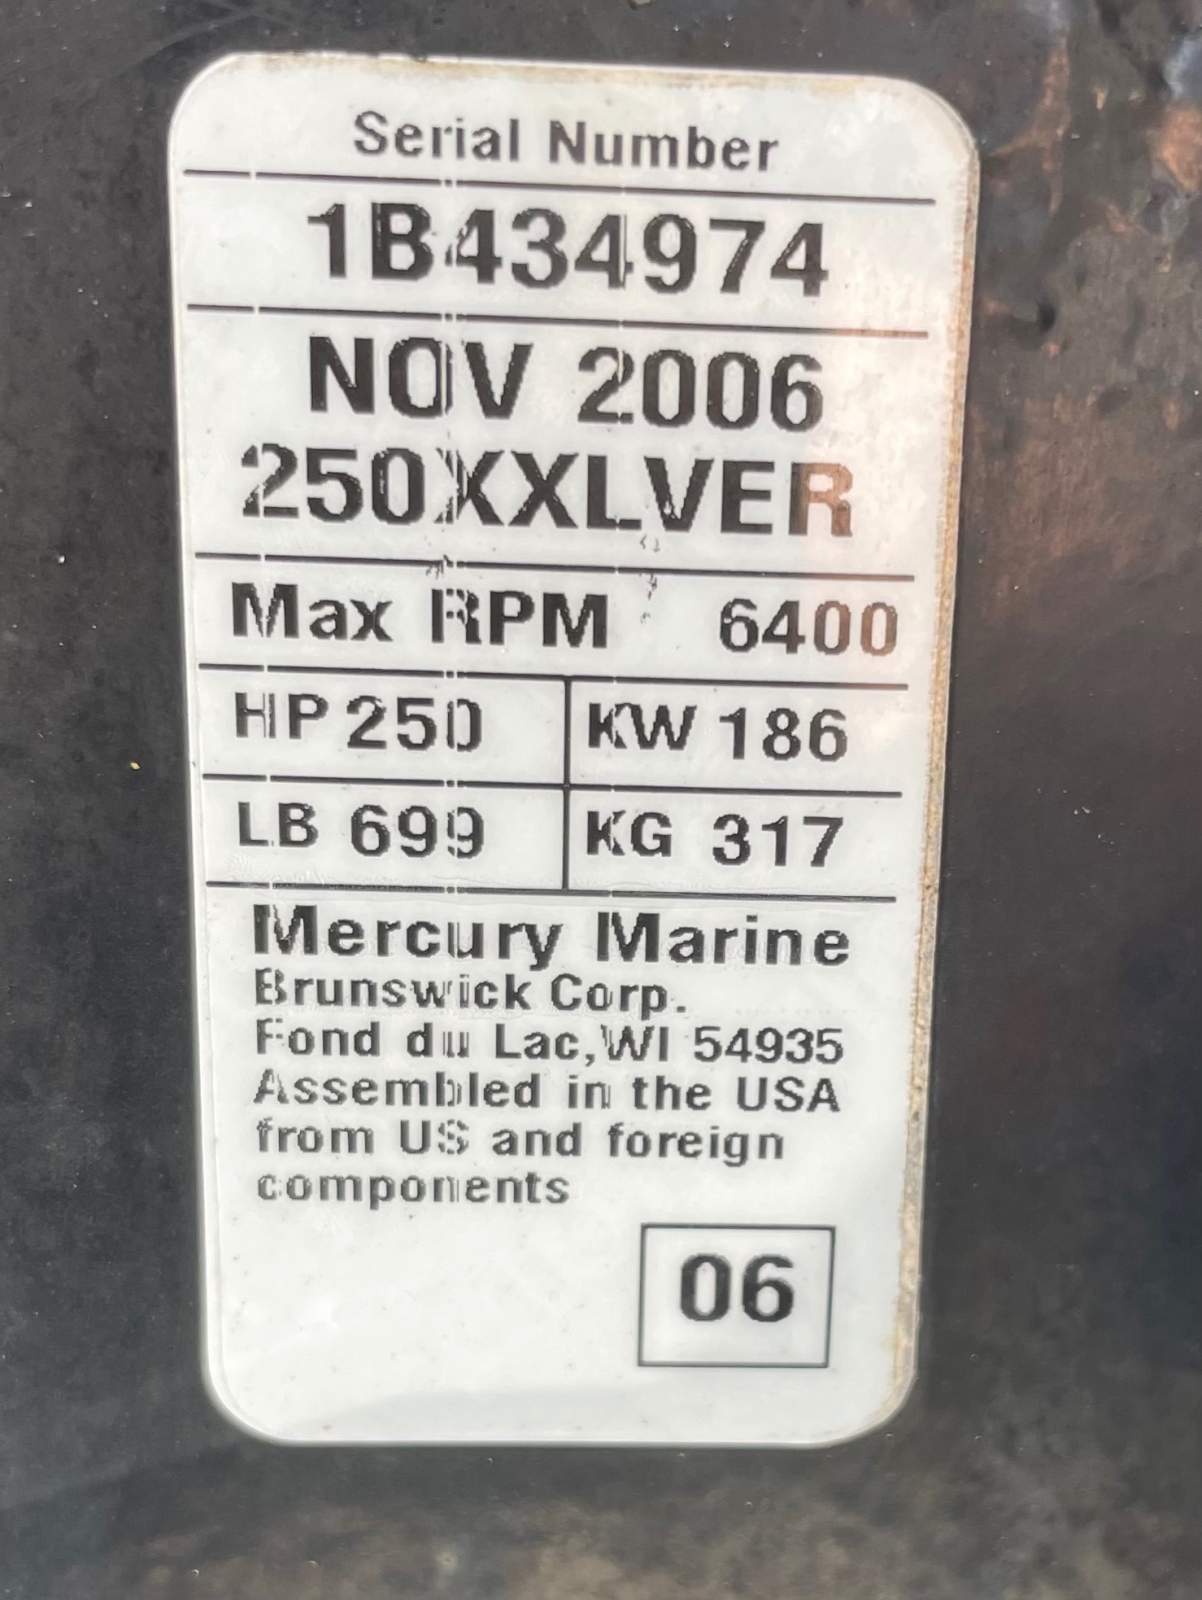 Serial Number
1B434974
NOV 2006
250XXLVER
Max RPM 6400
HP 250 KW 186
LB 699 KG 317
Mercury Marine
Brunswick Corp.
Fond du Lac,WI 54935
Assembled in the USA
from US and foreign
components
06